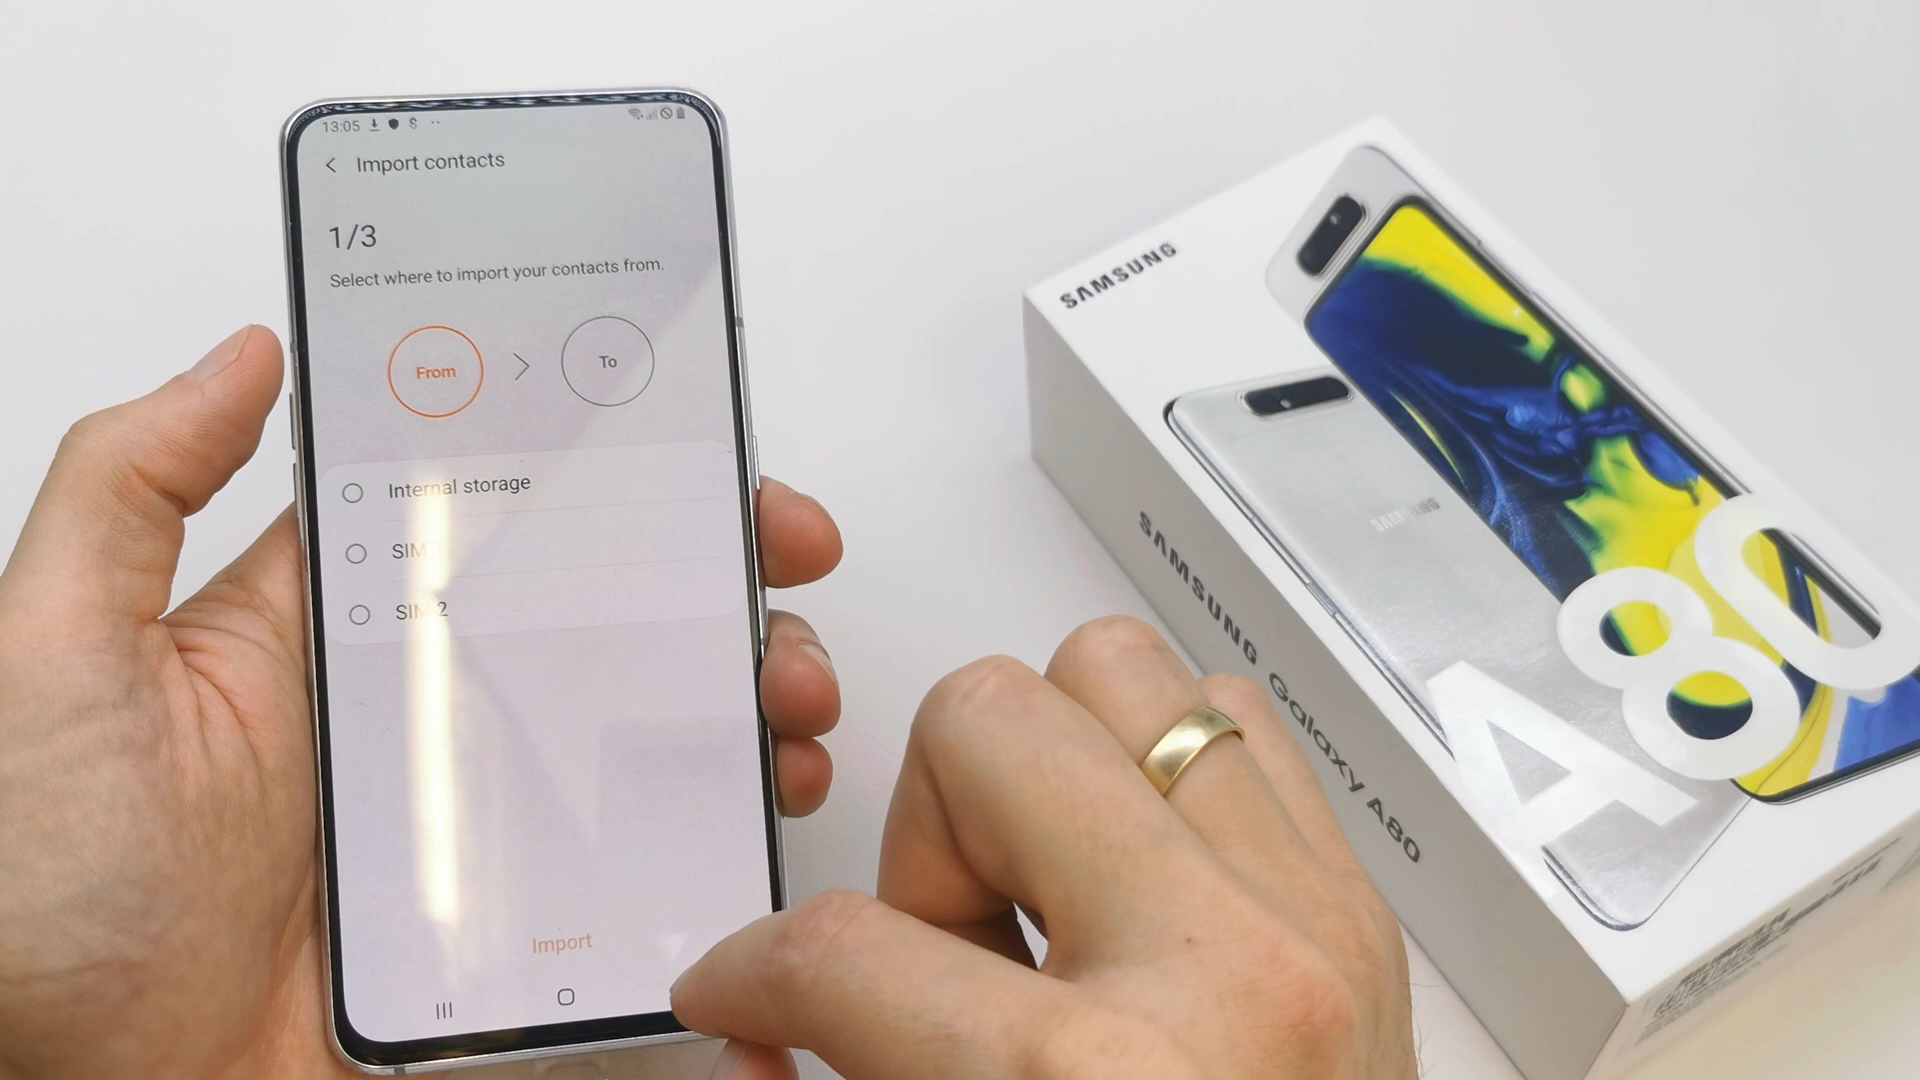 13:05
Import contacts
1/3
Select where to import your contacts from.
From
To
Internal storage
SIM
SIM 2
Import
SAMSUNG
SAMSUNG
A80
SAMSUNG Galaxy A80